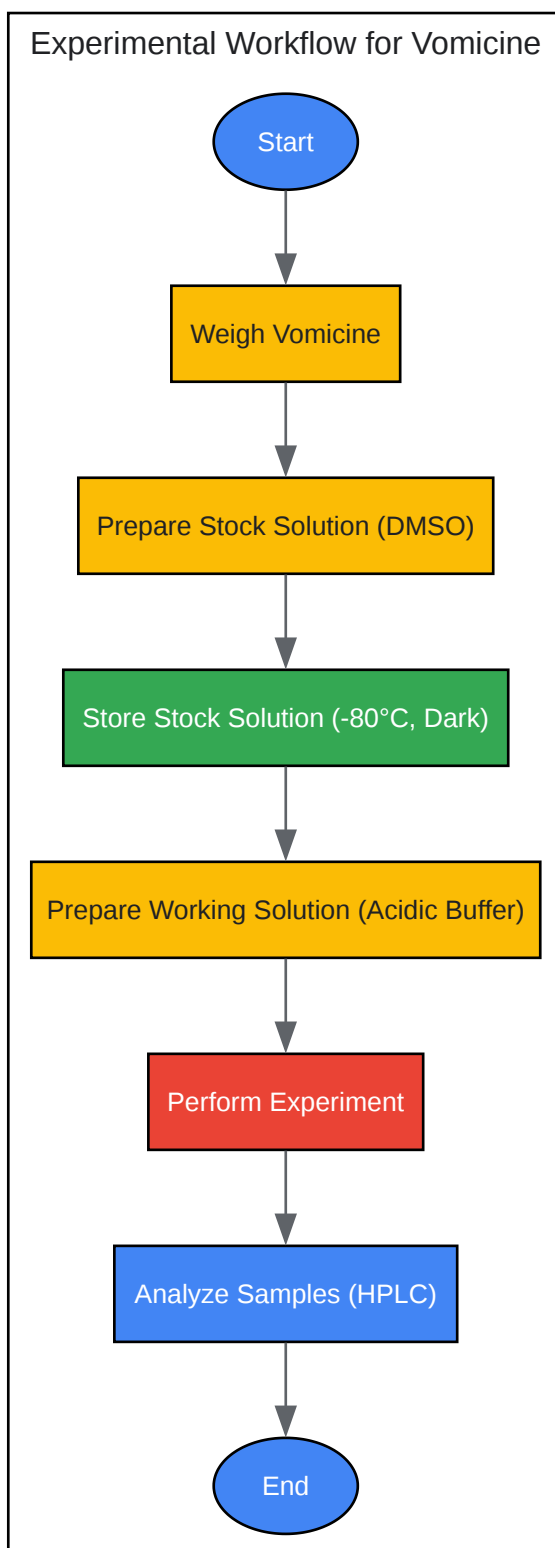 Experimental Workflow for Vomicine
Start
Weigh Vomicine
Prepare Stock Solution (DMSO)
Store Stock Solution (-80°C, Dark)
Prepare Working Solution (Acidic Buffer)
Perform Experiment
Analyze Samples (HPLC)
End